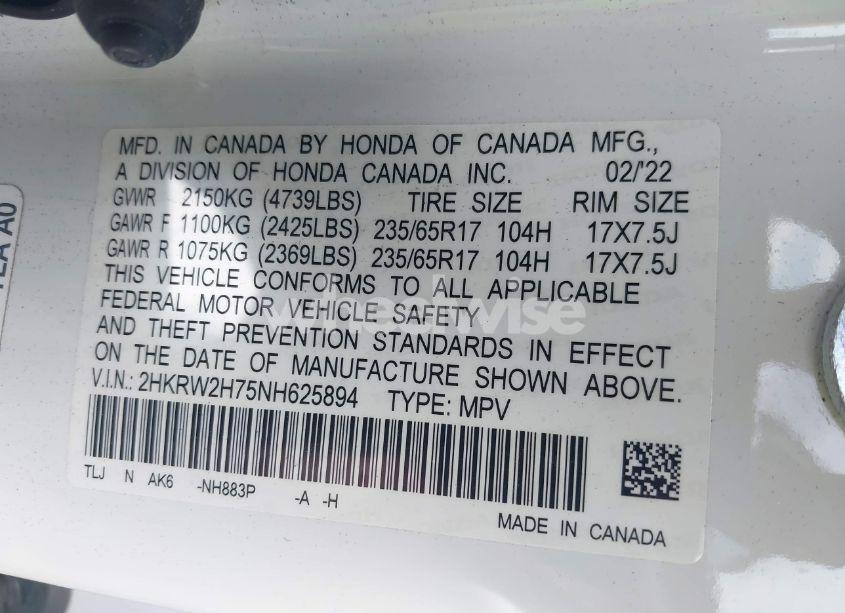 MFD. IN CANADA BY HONDA OF CANADA MFG.,
A DIVISION OF HONDA CANADA INC. 02/'22
GVWR 2150KG (4739LBS) TIRE SIZE RIM SIZE
GAWR F 1100KG (2425LBS) 235/65R17 104H 17X7.5J
GAWR R 1075KG (2369LBS) 235/65R17 104H 17X7.5J
THIS VEHICLE CONFORMS TO ALL APPLICABLE
FEDERAL MOTOR VEHICLE SAFETY
AND THEFT PREVENTION STANDARDS IN EFFECT
ON THE DATE OF MANUFACTURE SHOWN ABOVE.
V.I.N.: 2HKRW2H75NH625894 TYPE: MPV
TLJ N AK6 -NH883P -A -H
MADE IN CANADA
A0